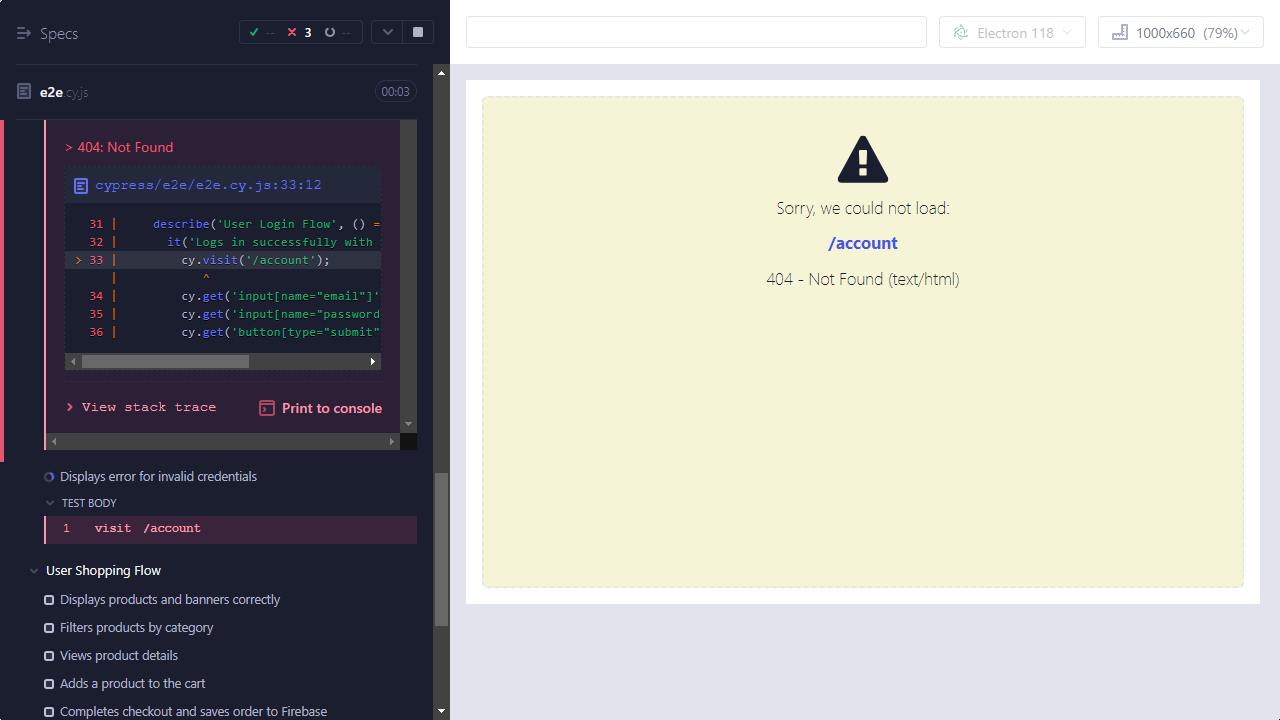 Specs
--
3
--
Electron 118
1000x660 (79%)
e2e.cy.js
00:03
> 404: Not Found
cypress/e2e/e2e.cy.js:33:12
31 | describe('User Login Flow', () =
32 | it('Logs in successfully with
> 33 | cy.visit('/account');
| ^
34 | cy.get('input[name="email"]'
35 | cy.get('input[name="password
36 | cy.get('button[type="submit"
View stack trace
Print to console
Displays error for invalid credentials
TEST BODY
1 visit /account
User Shopping Flow
Displays products and banners correctly
Filters products by category
Views product details
Adds a product to the cart
Completes checkout and saves order to Firebase
Sorry, we could not load:
/account
404 - Not Found (text/html)